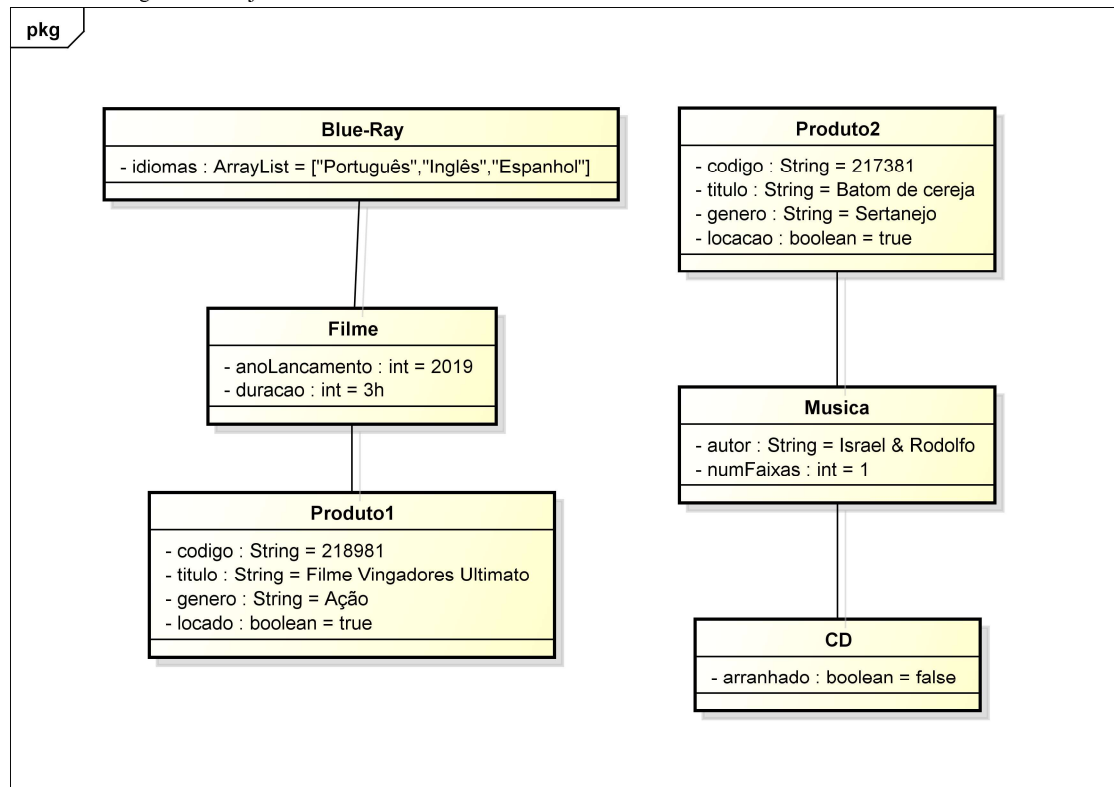 pkg
Blue-Ray
- idiomas : ArrayList = ["Português","Inglês","Espanhol"]
Filme
- anoLancamento : int = 2019
- duracao : int = 3h
Produto1
- codigo : String = 218981
- titulo : String = Filme Vingadores Ultimato
- genero : String = Ação
- locado : boolean = true
Produto2
- codigo : String = 217381
- titulo : String = Batom de cereja
- genero : String = Sertanejo
- locacao : boolean = true
Musica
- autor : String = Israel & Rodolfo
- numFaixas : int = 1
CD
- arranhado : boolean = false